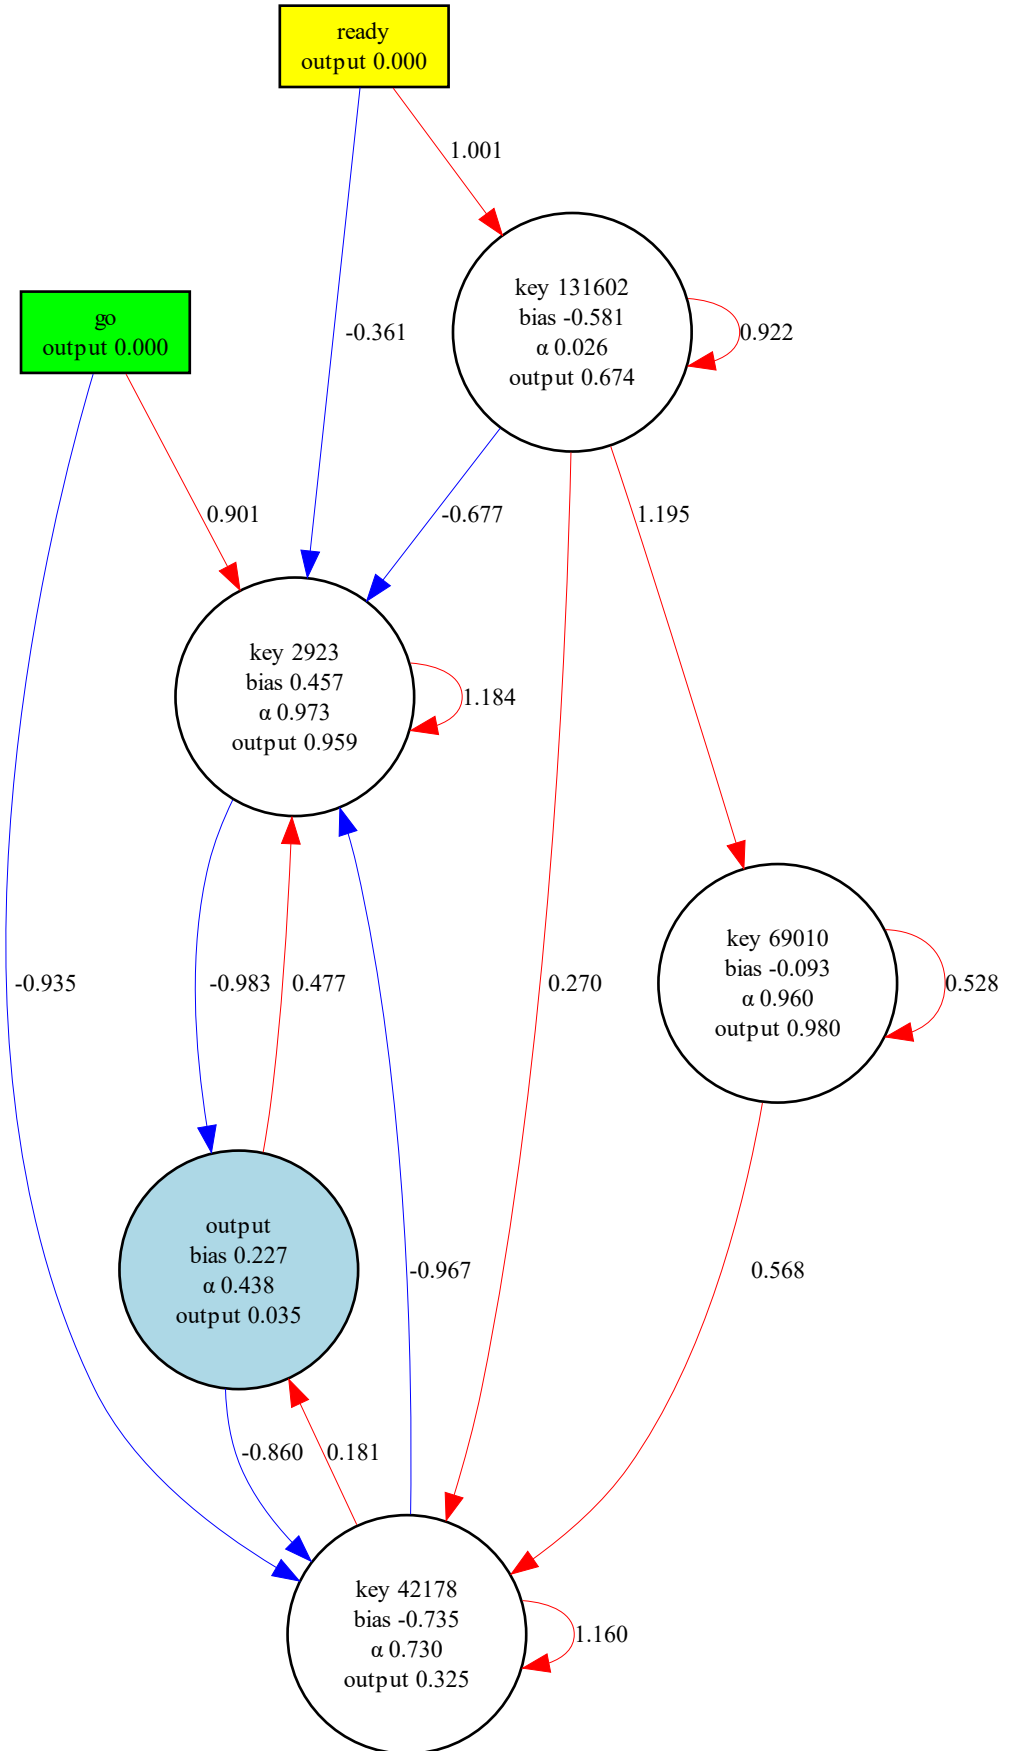 ready
output 0.000
1.001
key 131602
bias -0.581
α 0.026
output 0.674
0.922
go
output 0.000
-0.361
0.901
-0.677
1.195
key 2923
bias 0.457
α 0.973
output 0.959
1.184
key 69010
bias -0.093
α 0.960
output 0.980
0.528
-0.935
-0.983
0.477
0.270
output
bias 0.227
α 0.438
output 0.035
-0.967
0.568
-0.860
0.181
key 42178
bias -0.735
α 0.730
output 0.325
1.160